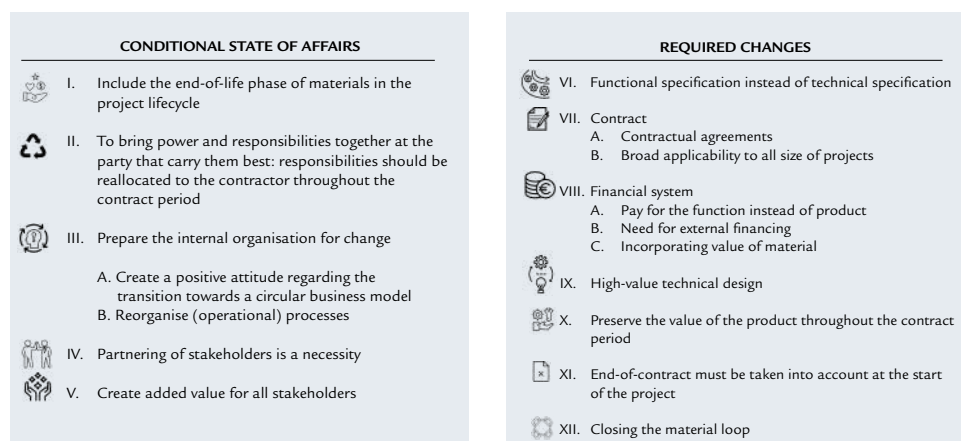 CONDITIONAL STATE OF AFFAIRS
I. Include the end-of-life phase of materials in the
project lifecycle
II. To bring power and responsibilities together at the
party that carry them best: responsibilities should be
reallocated to the contractor throughout the
contract period
III. Prepare the internal organisation for change
A. Create a positive attitude regarding the
transition towards a circular business model
B. Reorganise (operational) processes
IV. Partnering of stakeholders is a necessity
V. Create added value for all stakeholders
REQUIRED CHANGES
VI. Functional specification instead of technical specification
VII. Contract
A. Contractual agreements
B. Broad applicability to all size of projects
VIII. Financial system
A. Pay for the function instead of product
B. Need for external financing
C. Incorporating value of material
IX. High-value technical design
X. Preserve the value of the product throughout the contract
period
XI. End-of-contract must be taken into account at the start
of the project
XII. Closing the material loop